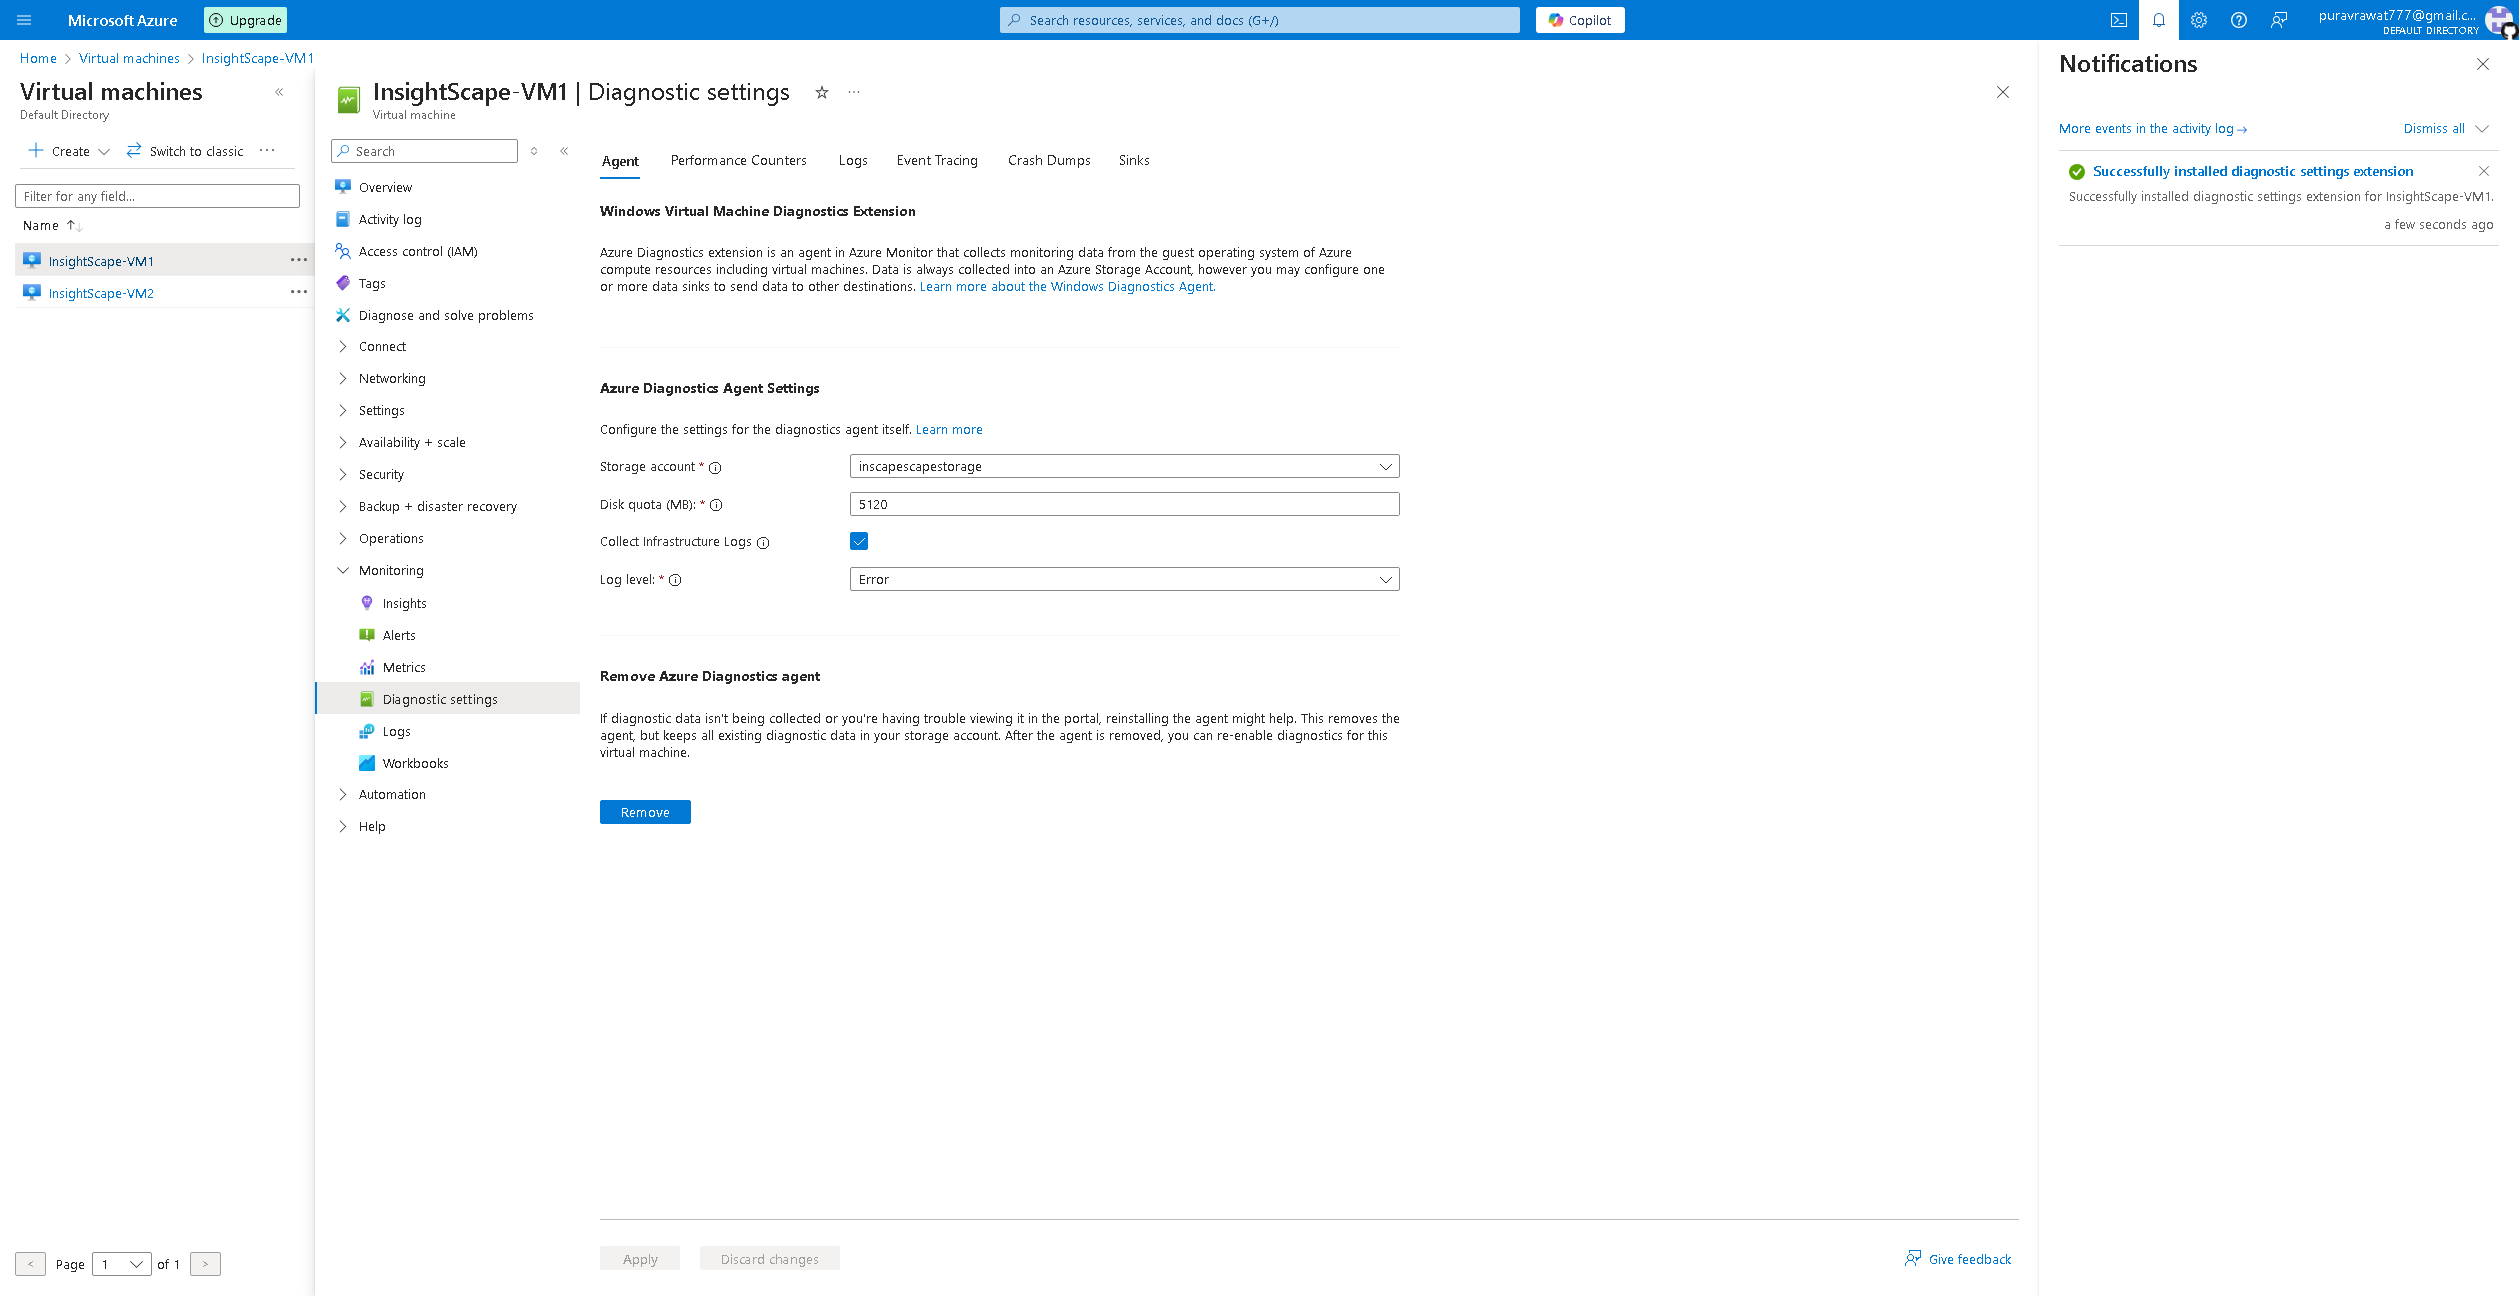 Microsoft Azure
Upgrade
Search resources, services, and docs (G+/)
Copilot
puravrawat777@gmail.c...
DEFAULT DIRECTORY
Home > Virtual machines > InsightScape-VM1
Virtual machines
Default Directory
Create
Switch to classic
Filter for any field...
Name
InsightScape-VM1
InsightScape-VM2
< Page 1 of 1 >
InsightScape-VM1 | Diagnostic settings
Virtual machine
Search
Overview
Activity log
Access control (IAM)
Tags
Diagnose and solve problems
Connect
Networking
Settings
Availability + scale
Security
Backup + disaster recovery
Operations
Monitoring
Insights
Alerts
Metrics
Diagnostic settings
Logs
Workbooks
Automation
Help
Agent Performance Counters Logs Event Tracing Crash Dumps Sinks
Windows Virtual Machine Diagnostics Extension
Azure Diagnostics extension is an agent in Azure Monitor that collects monitoring data from the guest operating system of Azure
compute resources including virtual machines. Data is always collected into an Azure Storage Account, however you may configure one
or more data sinks to send data to other destinations. Learn more about the Windows Diagnostics Agent.
Azure Diagnostics Agent Settings
Configure the settings for the diagnostics agent itself. Learn more
Storage account * inscapescapestorage
Disk quota (MB): * 5120
Collect Infrastructure Logs
Log level: * Error
Remove Azure Diagnostics agent
If diagnostic data isn't being collected or you're having trouble viewing it in the portal, reinstalling the agent might help. This removes the
agent, but keeps all existing diagnostic data in your storage account. After the agent is removed, you can re-enable diagnostics for this
virtual machine.
Remove
Apply
Discard changes
Give feedback
Notifications
More events in the activity log →
Dismiss all
Successfully installed diagnostic settings extension
Successfully installed diagnostic settings extension for InsightScape-VM1.
a few seconds ago